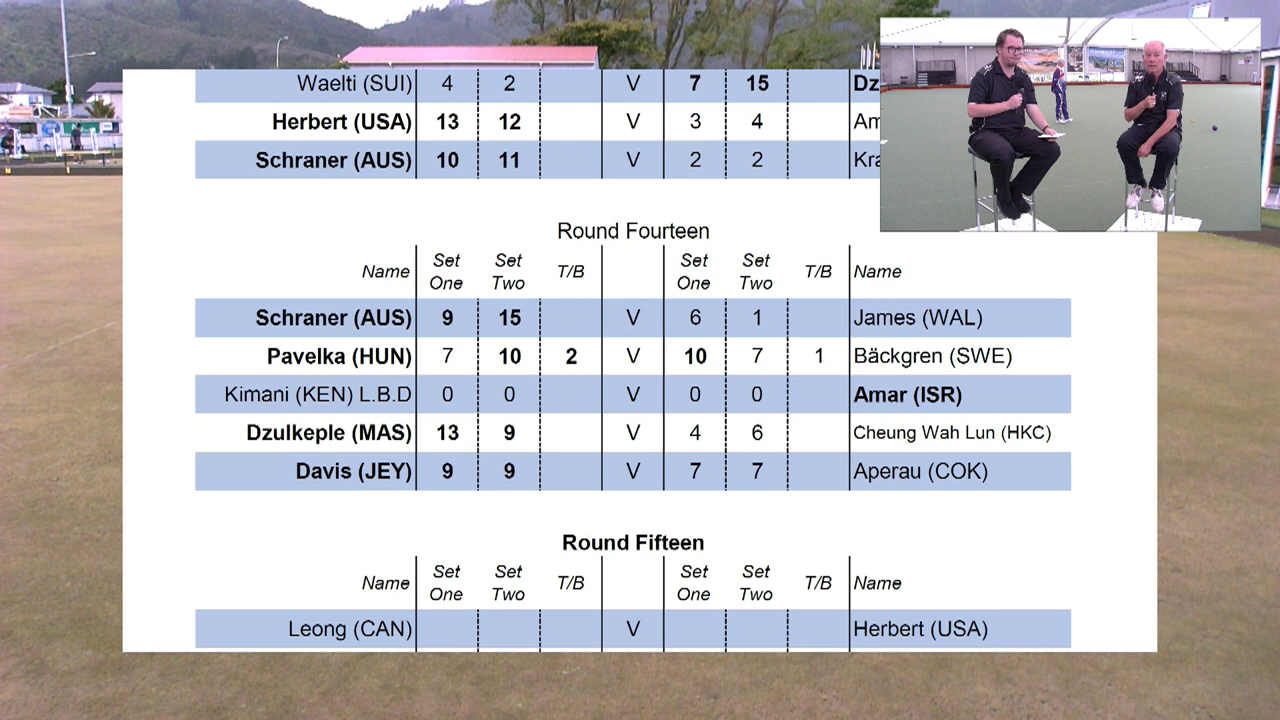 Waelti (SUI) 4 2 V 7 15 Dz
Herbert (USA) 13 12 V 3 4 Am
Schraner (AUS) 10 11 V 2 2 Kra
Round Fourteen
Name Set One Set Two T/B Set One Set Two T/B Name
Schraner (AUS) 9 15 V 6 1 James (WAL)
Pavelka (HUN) 7 10 2 V 10 7 1 Bäckgren (SWE)
Kimani (KEN) L.B.D 0 0 V 0 0 Amar (ISR)
Dzulkeple (MAS) 13 9 V 4 6 Cheung Wah Lun (HKC)
Davis (JEY) 9 9 V 7 7 Aperau (COK)
Round Fifteen
Name Set One Set Two T/B Set One Set Two T/B Name
Leong (CAN) V Herbert (USA)